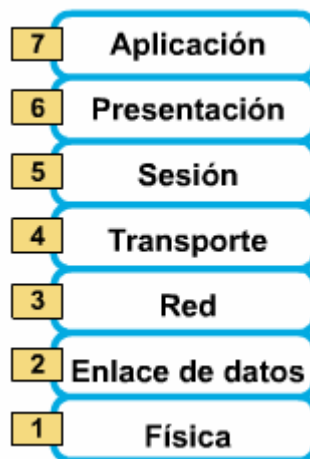 7 Aplicación
6 Presentación
5 Sesión
4 Transporte
3 Red
2 Enlace de datos
1 Física